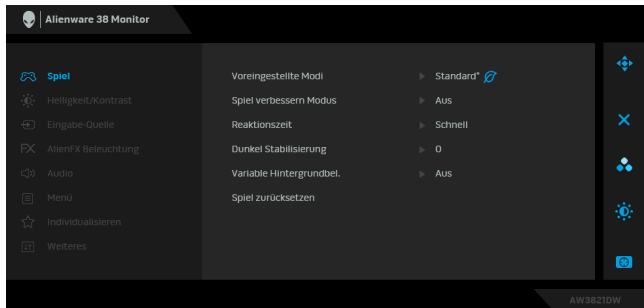 Alienware 38 Monitor
Spiel
Helligkeit/Kontrast
Eingabe-Quelle
FX AlienFX Beleuchtung
Audio
Menü
Individualisieren
Weiteres
Voreingestellte Modi Standard*
Spiel verbessern Modus Aus
Reaktionszeit Schnell
Dunkel Stabilisierung 0
Variable Hintergrundbel. Aus
Spiel zurücksetzen
AW3821DW